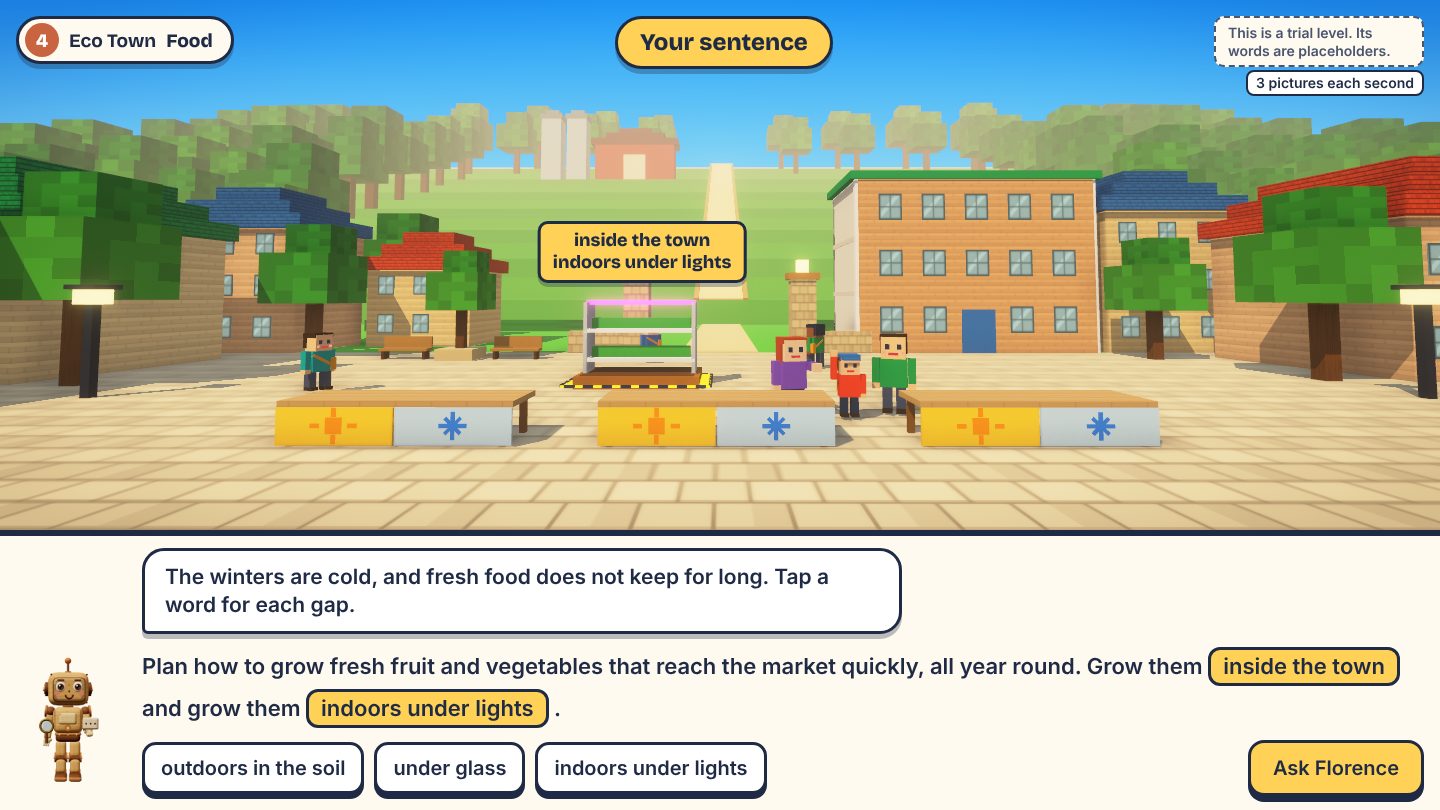 4 Eco Town Food
Your sentence
This is a trial level. Its
words are placeholders.
3 pictures each second
inside the town
indoors under lights
The winters are cold, and fresh food does not keep for long. Tap a
word for each gap.
Plan how to grow fresh fruit and vegetables that reach the market quickly, all year round. Grow them inside the town
and grow them indoors under lights .
outdoors in the soil
under glass
indoors under lights
Ask Florence